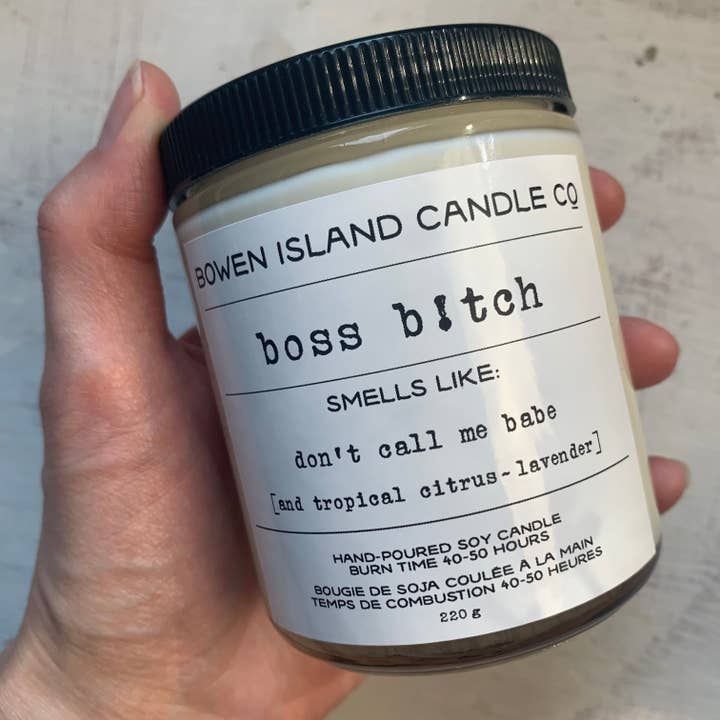 BOWEN ISLAND CANDLE CO
boss b!tch
SMELLS LIKE:
don't call me babe
[and tropical citrus~lavender]
HAND-POURED SOY CANDLE
BURN TIME 40-50 HOURS
BOUGIE DE SOJA COULÉE A LA MAIN
TEMPS DE COMBUSTION 40-50 HEURES
220 g